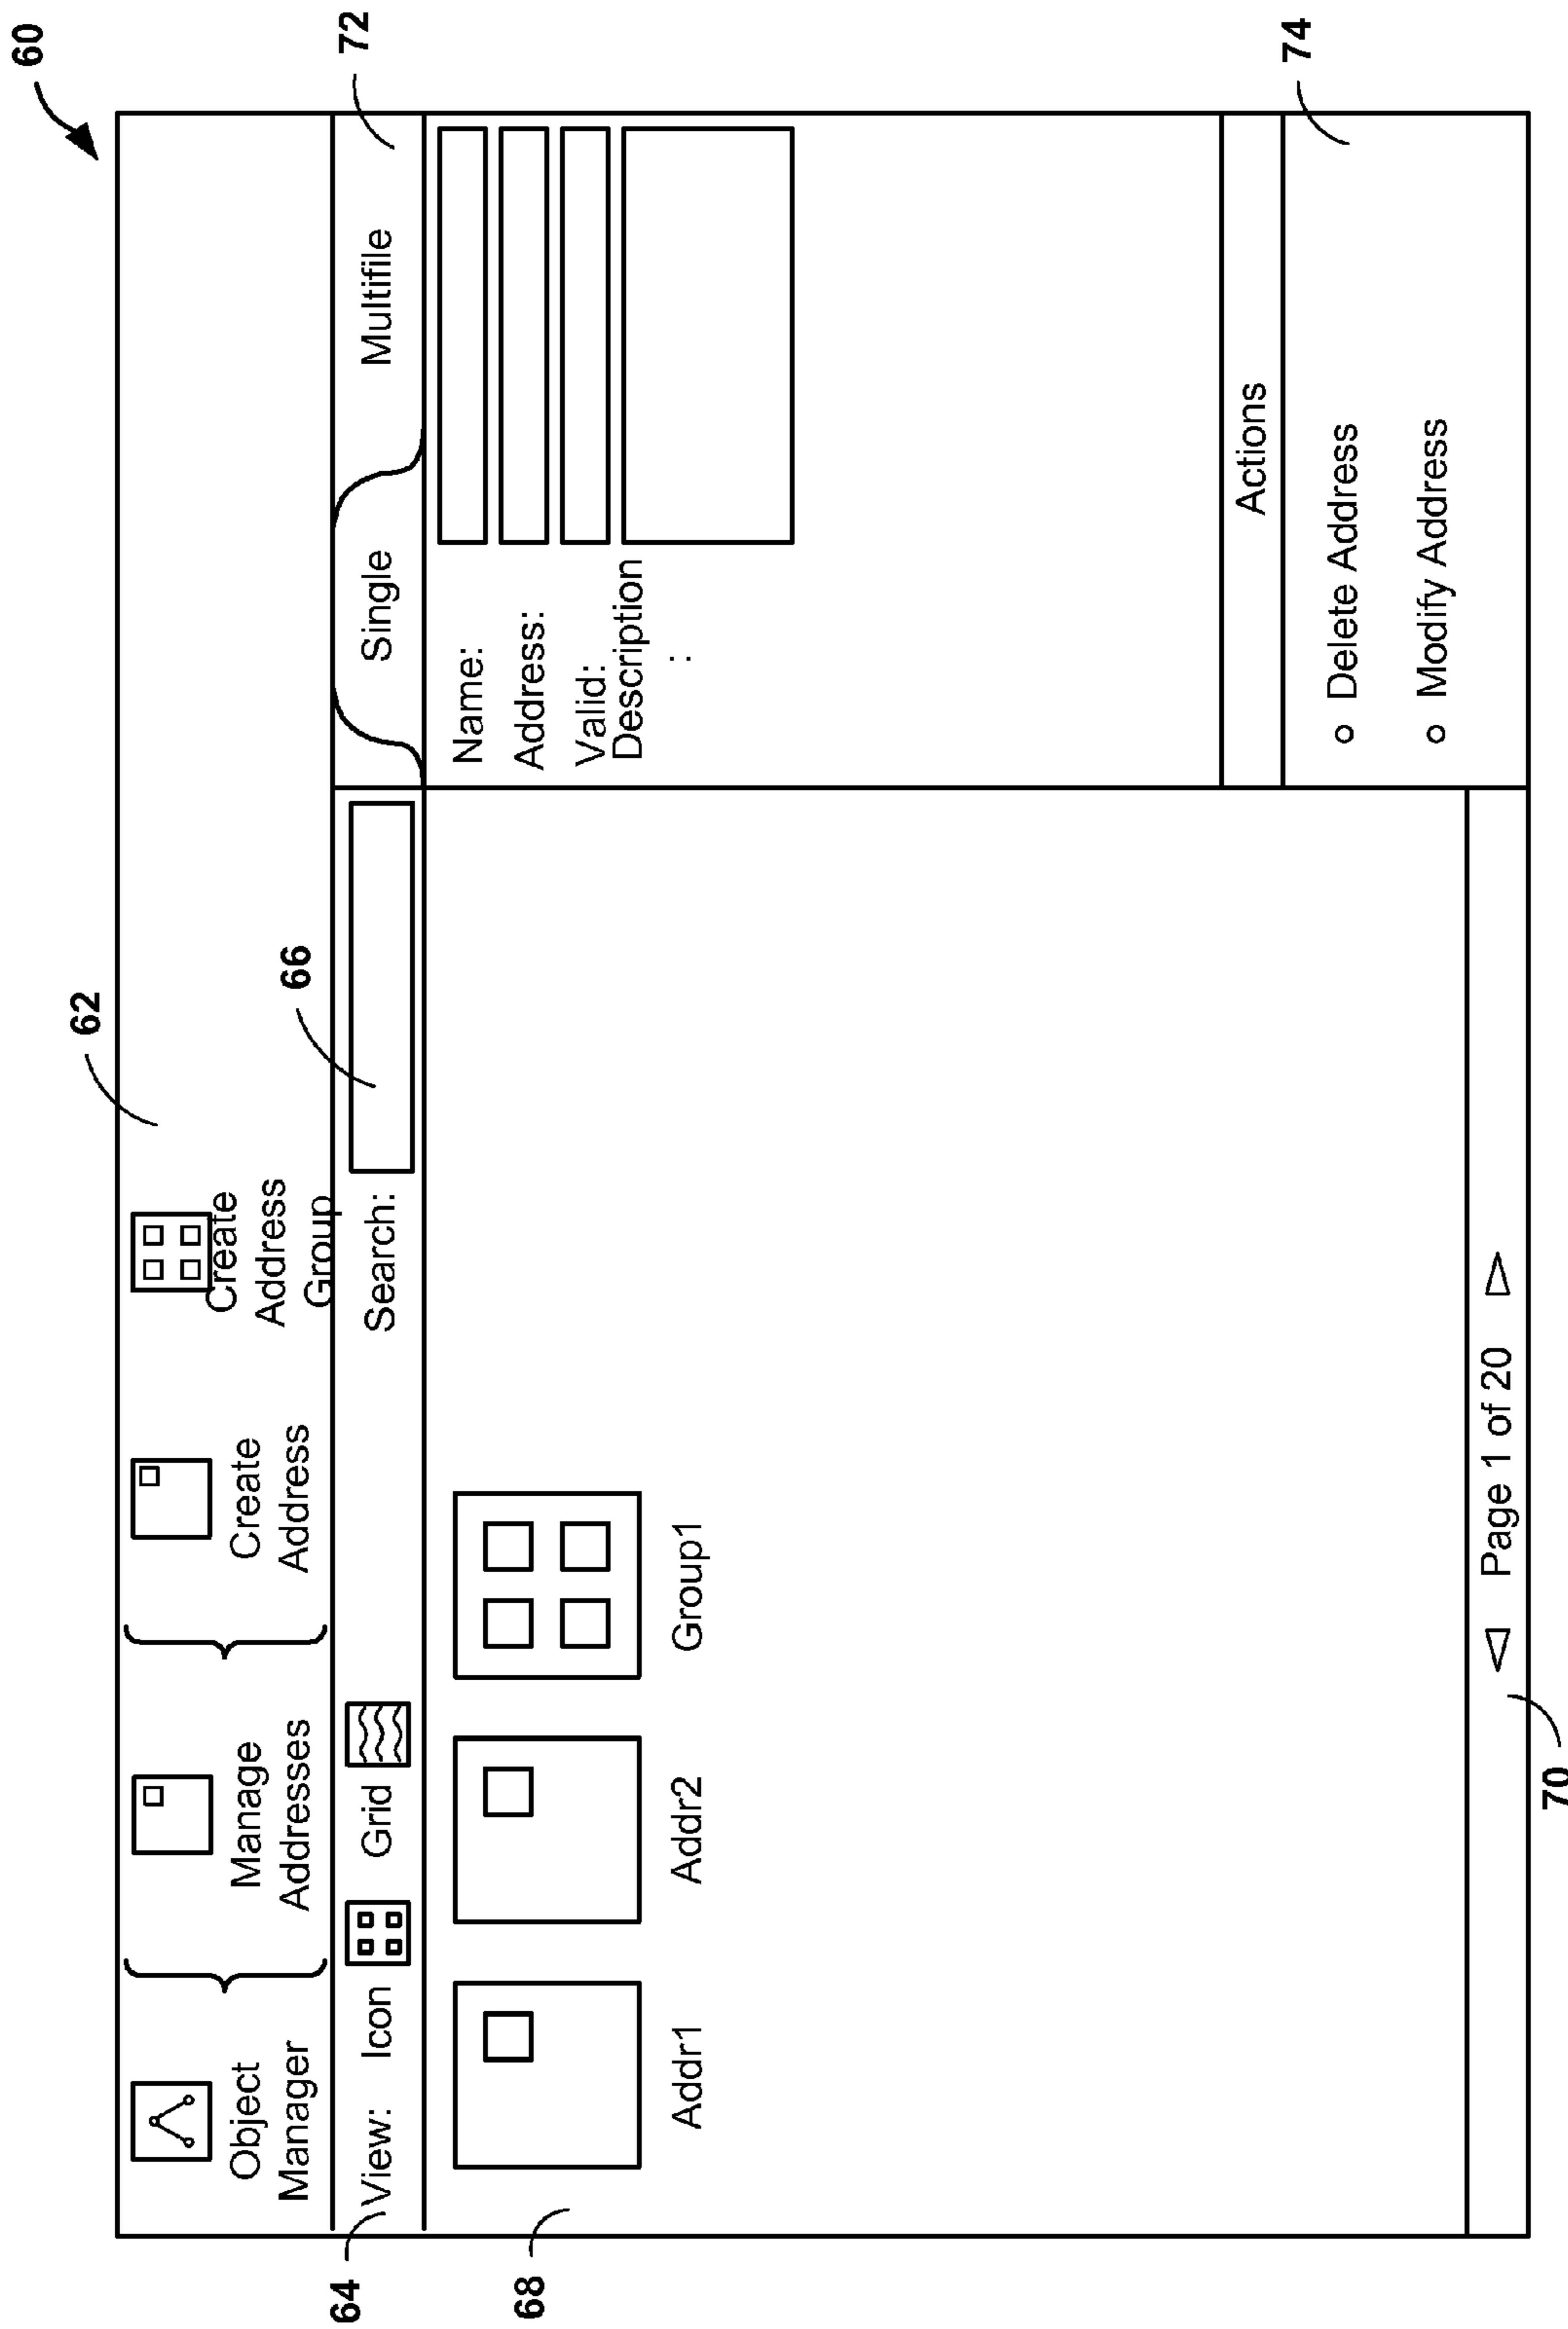 60
62
Object
Manager
Manage
Addresses
Create
Address
Create
Address
Group
66
72
64
View: Icon Grid
Search:
Single
Multifile
68
Addr1
Addr2
Group1
Name:
Address:
Valid:
Description
:
Actions
74
o Delete Address
o Modify Address
Page 1 of 20
70